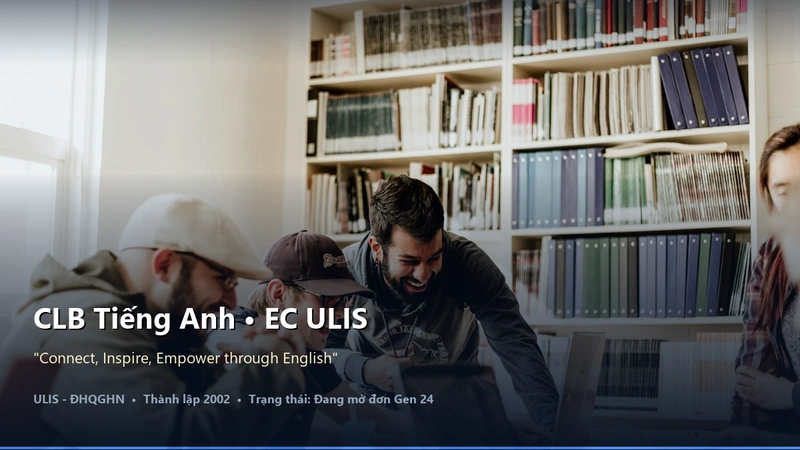 CLB Tiếng Anh • EC ULIS
"Connect, Inspire, Empower through English"
ULIS - ĐHQGHN • Thành lập 2002 • Trạng thái: Đang mở đơn Gen 24